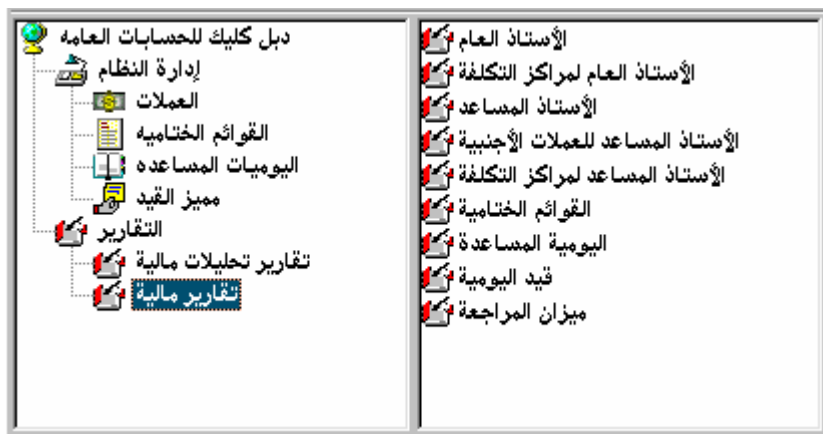 دبل كليك للحسابات العامه
إدارة النظام
العملات
القوائم الختاميه
اليوميات المساعده
مميز القيد
التقارير
تقارير تحليلات مالية
تقارير مالية
الأستاذ العام
الأستاذ العام لمراكز التكلفة
الأستاذ المساعد
الأستاذ المساعد للعملات الأجنبية
الأستاذ المساعد لمراكز التكلفة
القوائم الختامية
اليومية المساعدة
قيد اليومية
ميزان المراجعة